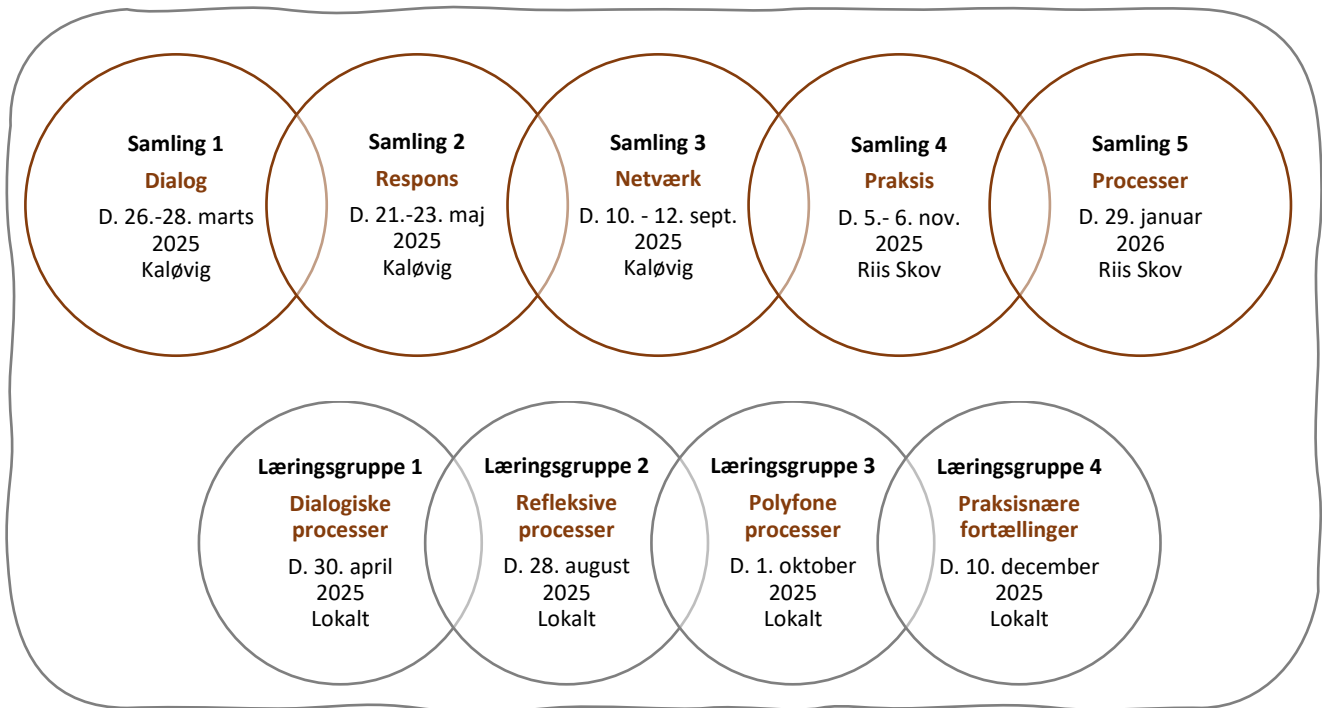 Samling 1
Dialog
D. 26.-28. marts
2025
Kaløvig
Samling 2
Respons
D. 21.-23. maj
2025
Kaløvig
Samling 3
Netværk
D. 10. - 12. sept.
2025
Kaløvig
Samling 4
Praksis
D. 5.- 6. nov.
2025
Riis Skov
Samling 5
Processer
D. 29. januar
2026
Riis Skov
Læringsgruppe 1
Dialogiske
processer
D. 30. april
2025
Lokalt
Læringsgruppe 2
Refleksive
processer
D. 28. august
2025
Lokalt
Læringsgruppe 3
Polyfone
processer
D. 1. oktober
2025
Lokalt
Læringsgruppe 4
Praksisnære
fortællinger
D. 10. december
2025
Lokalt